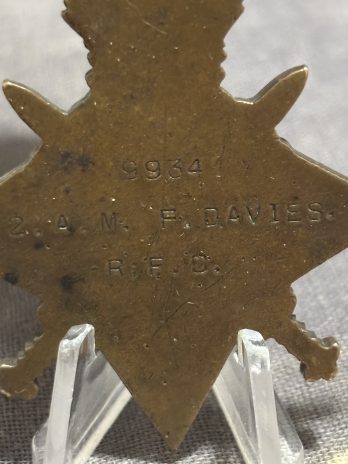 9934
2. A. M. F. DAVIES.
R. F. C.